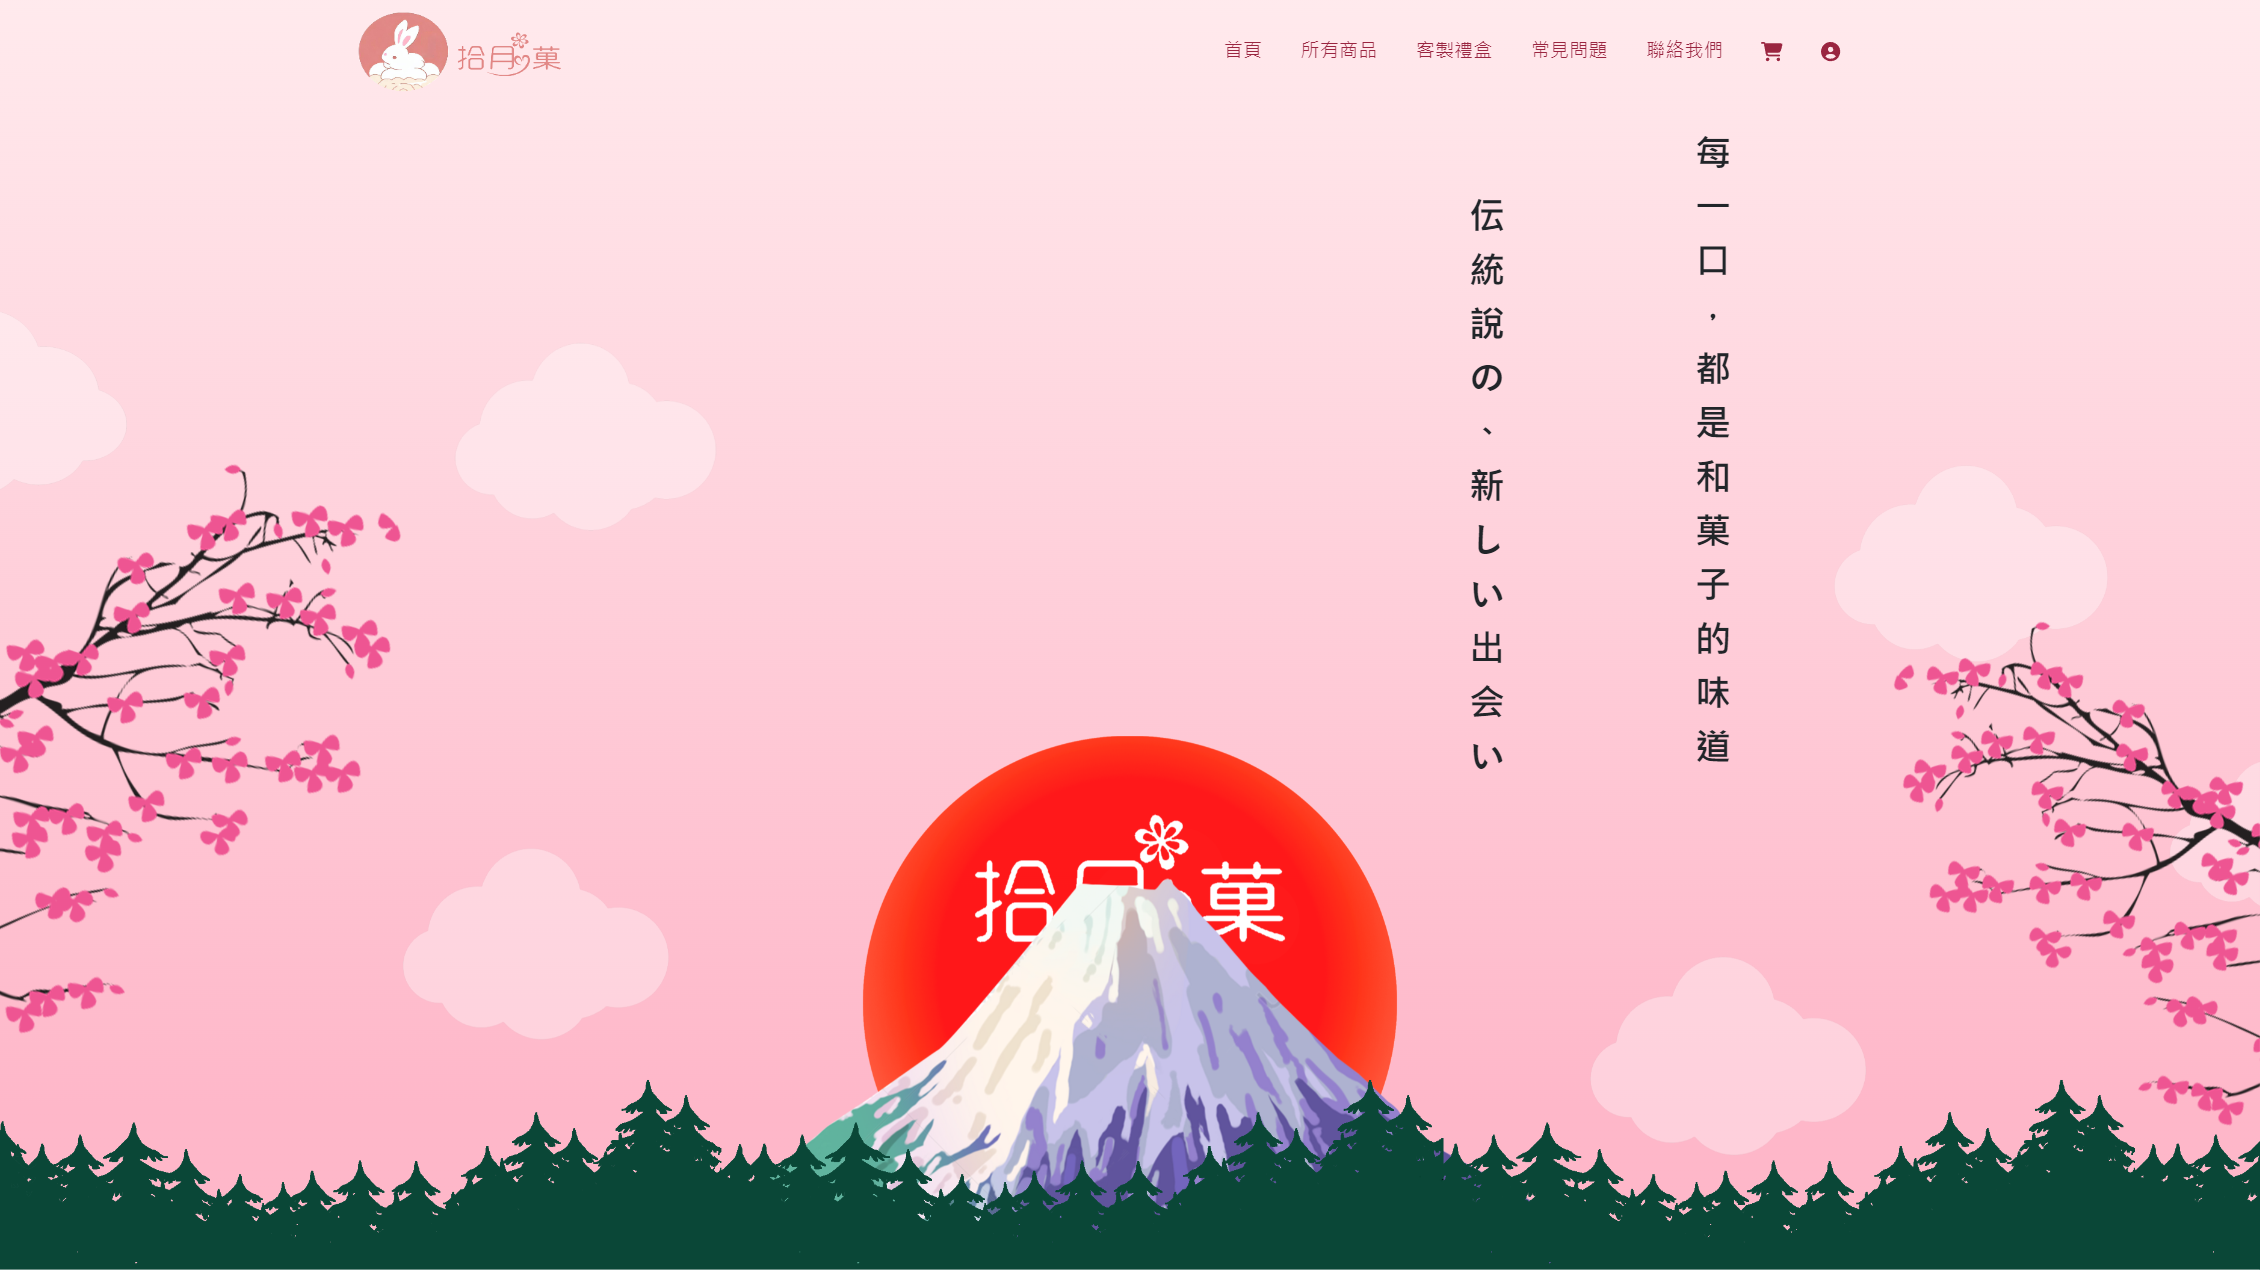 拾月菓
首頁
所有商品
客製禮盒
常見問題
聯絡我們
每一口，都是和菓子的味道
伝統說の、新しい出会い
拾月菓